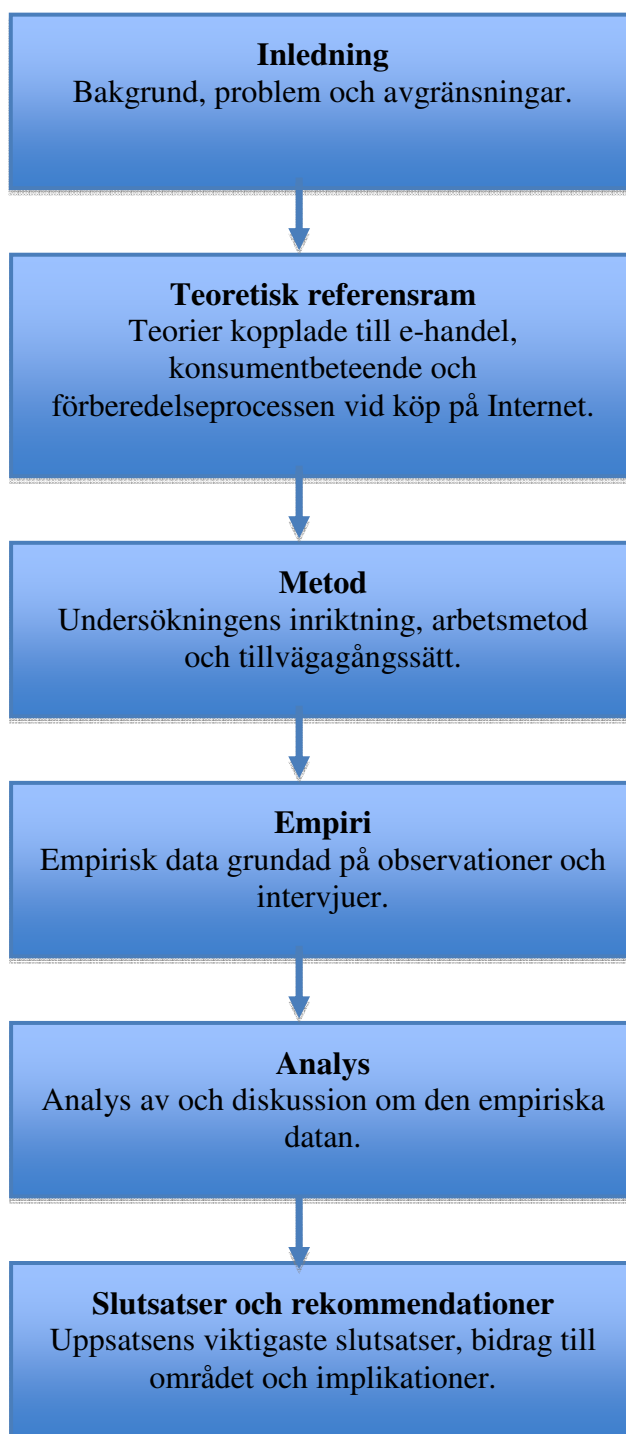 Inledning
Bakgrund, problem och avgränsningar.
Teoretisk referensram
Teorier kopplade till e-handel,
konsumentbeteende och
förberedelseprocessen vid köp på Internet.
Metod
Undersökningens inriktning, arbetsmetod
och tillvägagångssätt.
Empiri
Empirisk data grundad på observationer och
intervjuer.
Analys
Analys av och diskussion om den empiriska
datan.
Slutsatser och rekommendationer
Uppsatsens viktigaste slutsatser, bidrag till
området och implikationer.